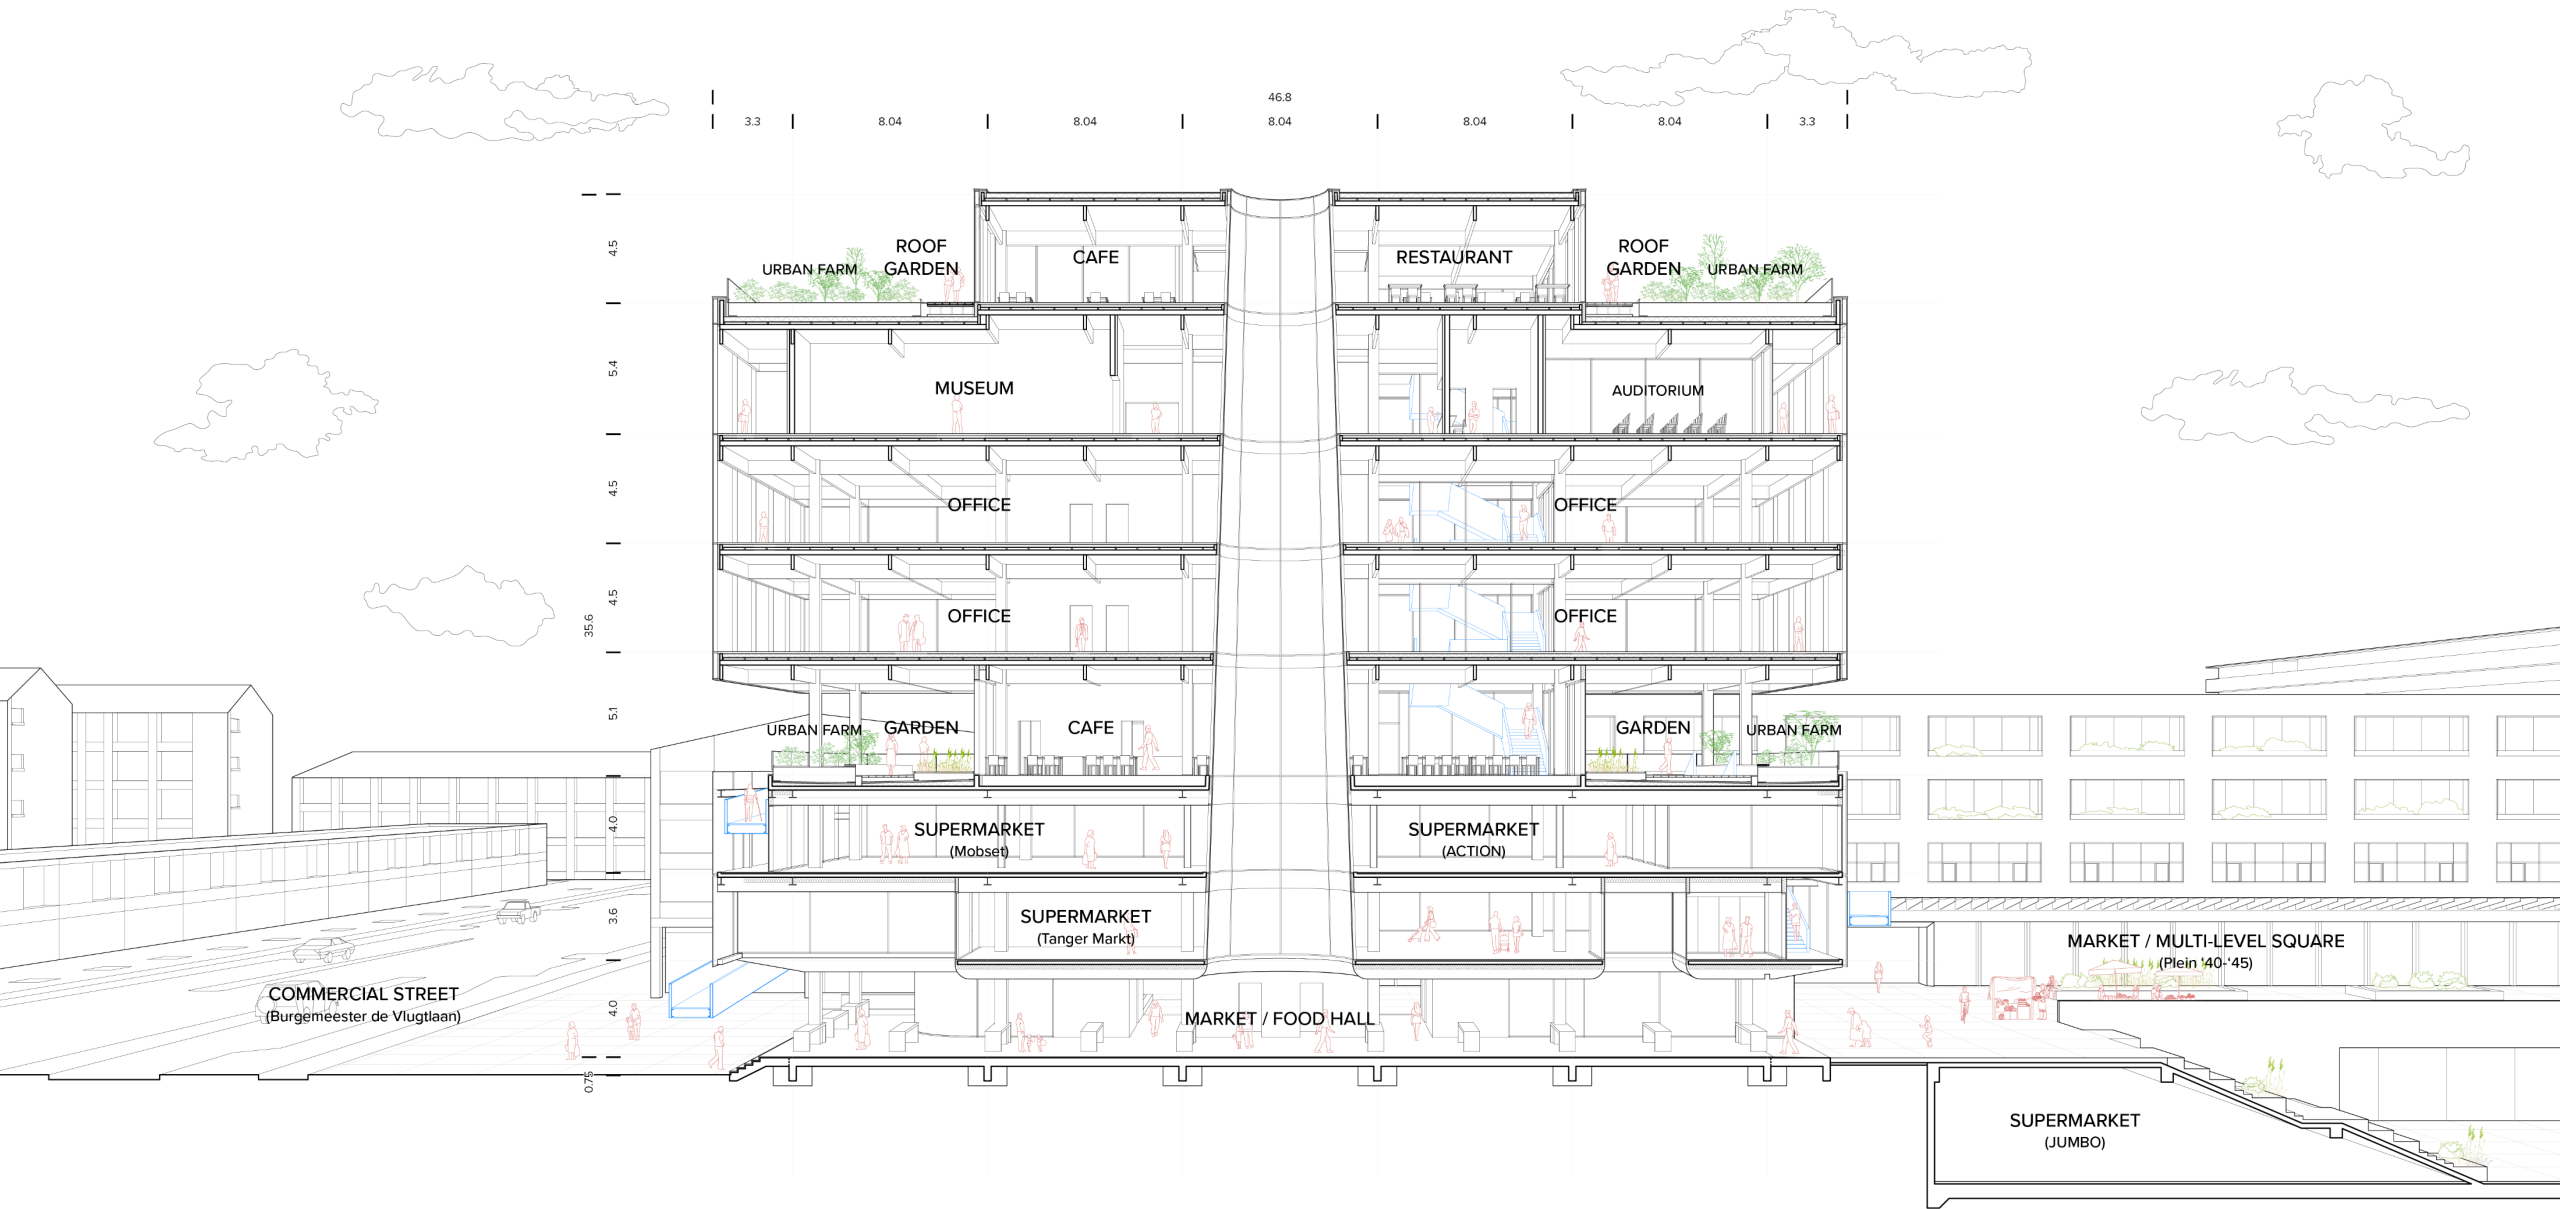 46.8
3.3 8.04 8.04 8.04 8.04 8.04 3.3
4.5
ROOF
GARDEN
URBAN FARM
CAFE
RESTAURANT
ROOF
GARDEN
URBAN FARM
5.4
MUSEUM
AUDITORIUM
4.5
OFFICE
OFFICE
4.5
OFFICE
OFFICE
35.6
5.1
URBAN FARM
GARDEN
CAFE
GARDEN
URBAN FARM
4.0
SUPERMARKET
(Mobset)
SUPERMARKET
(ACTION)
3.6
SUPERMARKET
(Tanger Markt)
MARKET / MULTI-LEVEL SQUARE
(Plein ‘40-‘45)
COMMERCIAL STREET
(Burgemeester de Vlugtlaan)
4.0
MARKET / FOOD HALL
0.75
SUPERMARKET
(JUMBO)